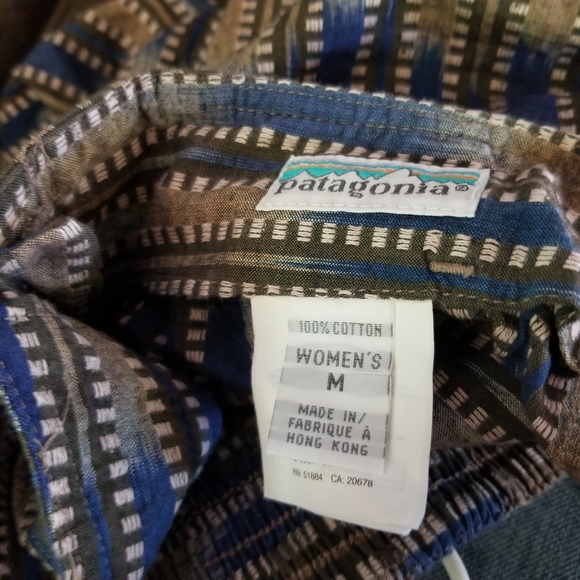 patagonia®
100% COTTON
WOMEN'S
M
MADE IN/
FABRIQUE À
HONG KONG
RN 51884 CA: 20678